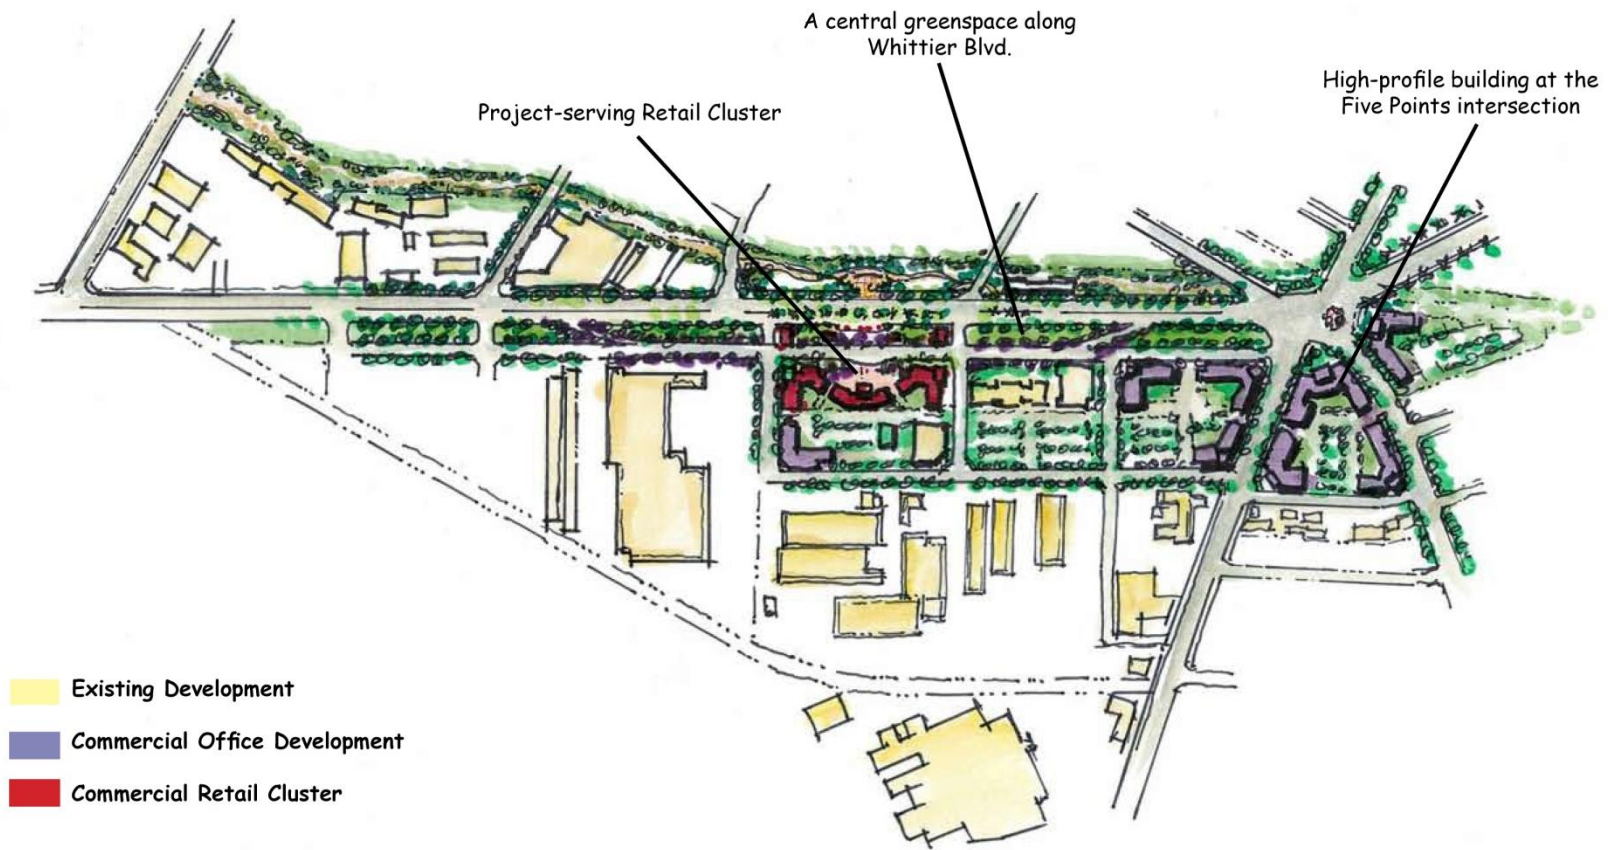 A central greenspace along
Whittier Blvd.
High-profile building at the
Five Points intersection
Project-serving Retail Cluster
Existing Development
Commercial Office Development
Commercial Retail Cluster